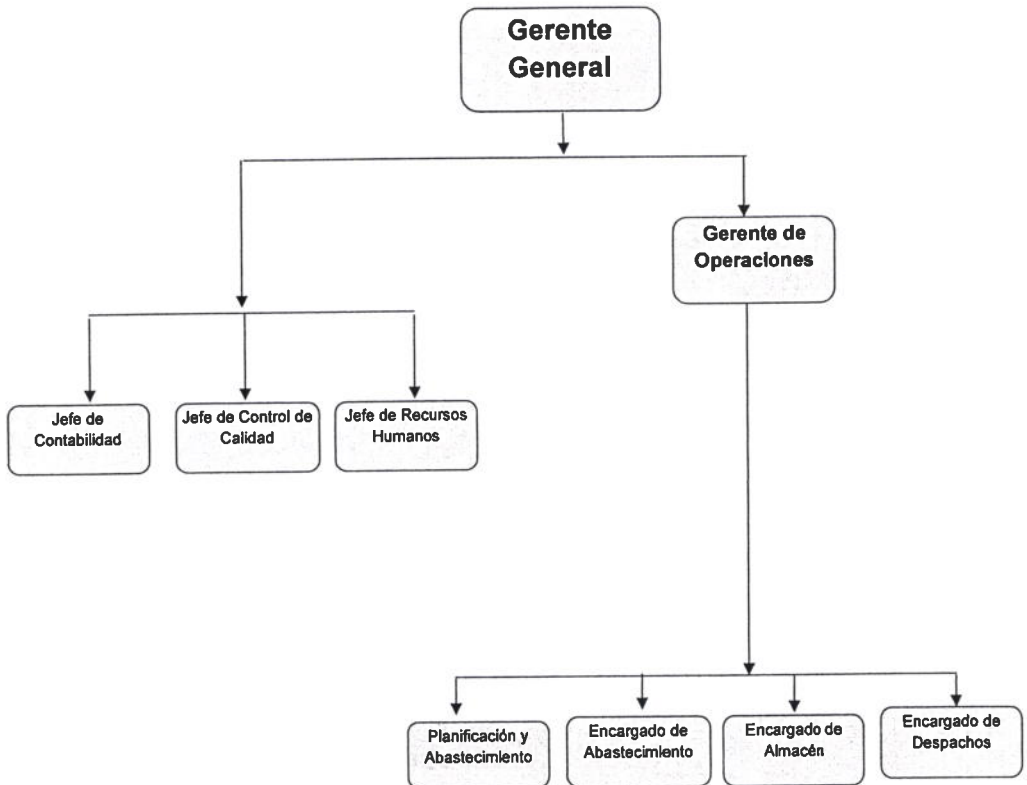 Gerente
General
Gerente de
Operaciones
Jefe de
Contabilidad
Jefe de Control de
Calidad
Jefe de Recursos
Humanos
Planificación y
Abastecimiento
Encargado de
Abastecimiento
Encargado de
Almacén
Encargado de
Despachos